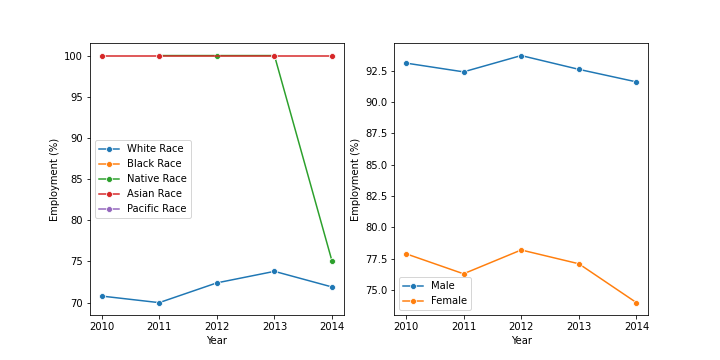 100
95
90
85
80
75
70
Employment (%)
White Race
Black Race
Native Race
Asian Race
Pacific Race
2010
2011
2012
2013
2014
Year
92.5
90.0
87.5
85.0
82.5
80.0
77.5
75.0
Employment (%)
Male
Female
2010
2011
2012
2013
2014
Year